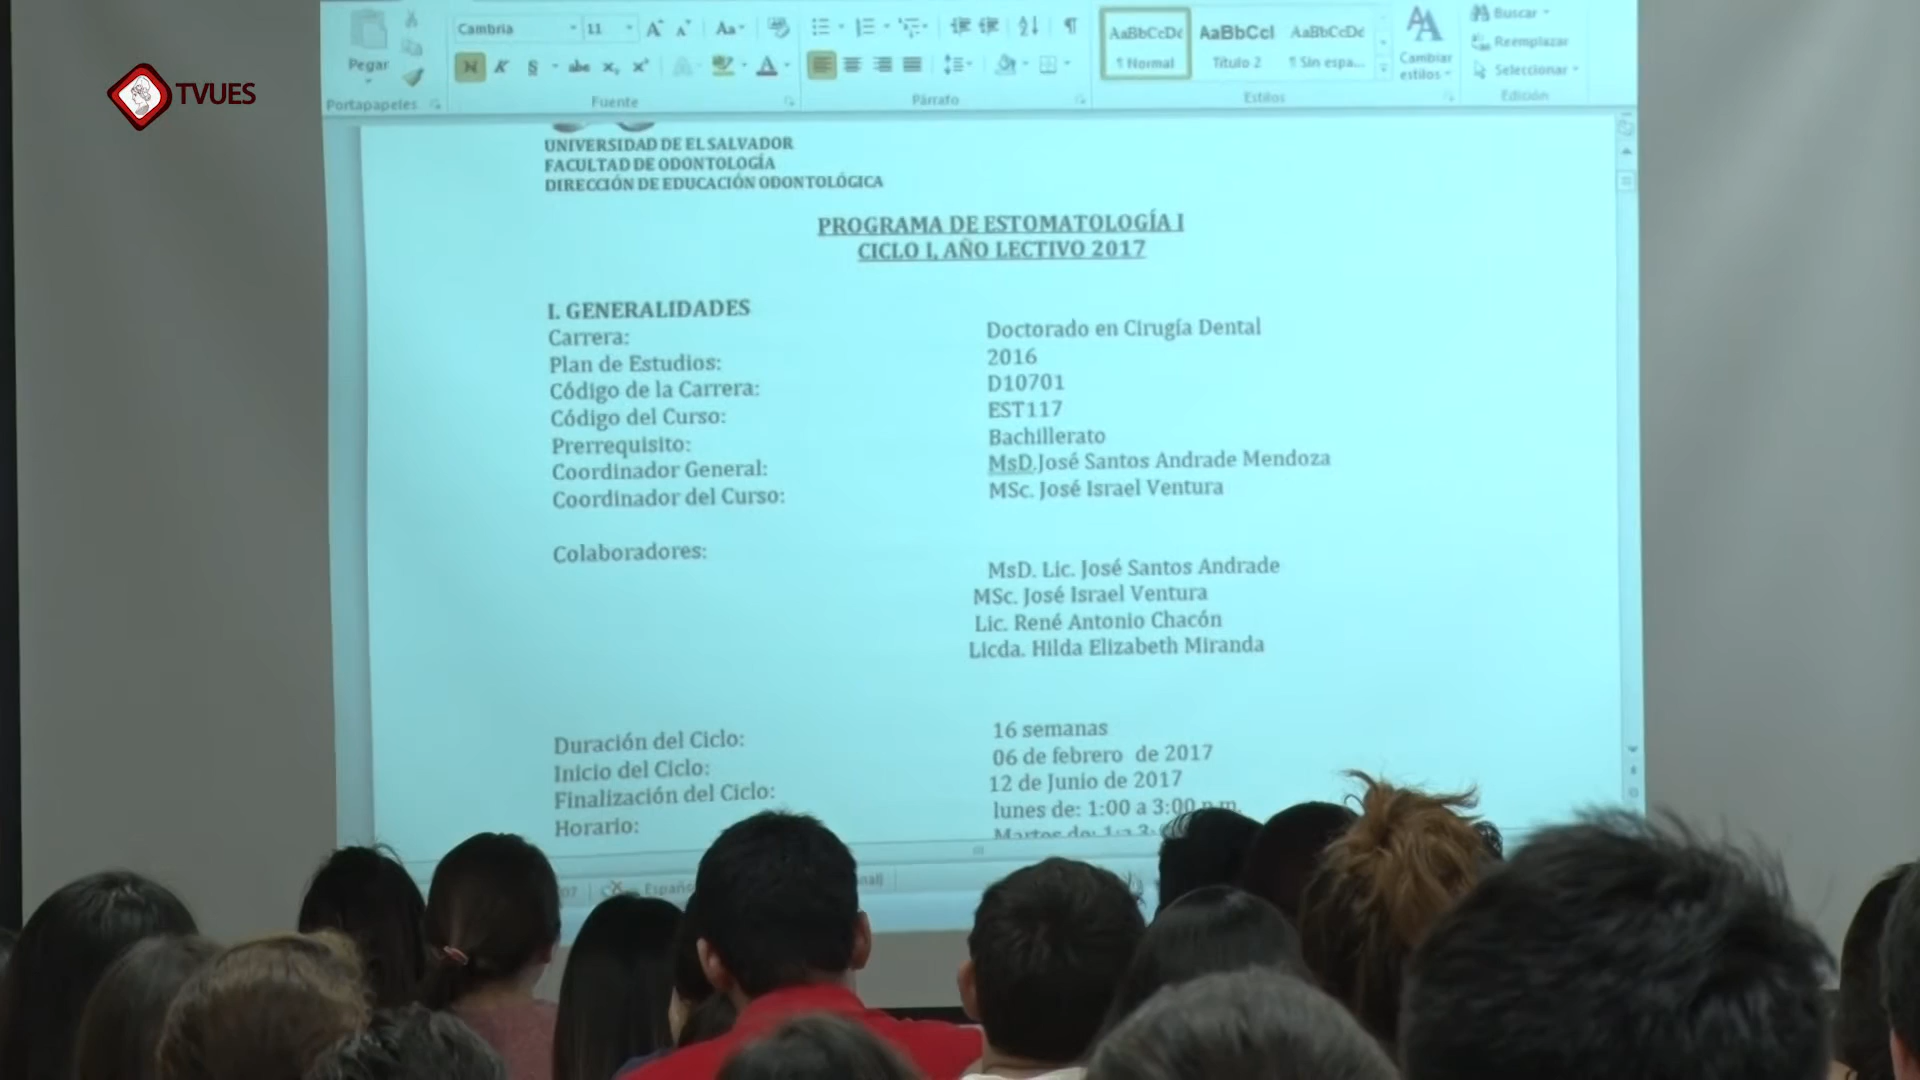 TVUES
Cambria 11
Pegar
Portapapeles
Fuente
Párrafo
AaBbCcDc AaBbCcI AaBbCcDc
¶ Normal Título 2 ¶ Sin espa...
Cambiar estilos
Estilos
Buscar
Reemplazar
Seleccionar
Edición
UNIVERSIDAD DE EL SALVADOR
FACULTAD DE ODONTOLOGÍA
DIRECCIÓN DE EDUCACIÓN ODONTOLÓGICA
PROGRAMA DE ESTOMATOLOGÍA I
CICLO I, AÑO LECTIVO 2017
I. GENERALIDADES
Carrera: Doctorado en Cirugía Dental
Plan de Estudios: 2016
Código de la Carrera: D10701
Código del Curso: EST117
Prerrequisito: Bachillerato
Coordinador General: MsD.José Santos Andrade Mendoza
Coordinador del Curso: MSc. José Israel Ventura
Colaboradores:
MsD. Lic. José Santos Andrade
MSc. José Israel Ventura
Lic. René Antonio Chacón
Licda. Hilda Elizabeth Miranda
Duración del Ciclo: 16 semanas
Inicio del Ciclo: 06 de febrero de 2017
Finalización del Ciclo: 12 de Junio de 2017
Horario: lunes de: 1:00 a 3:00 p.m.